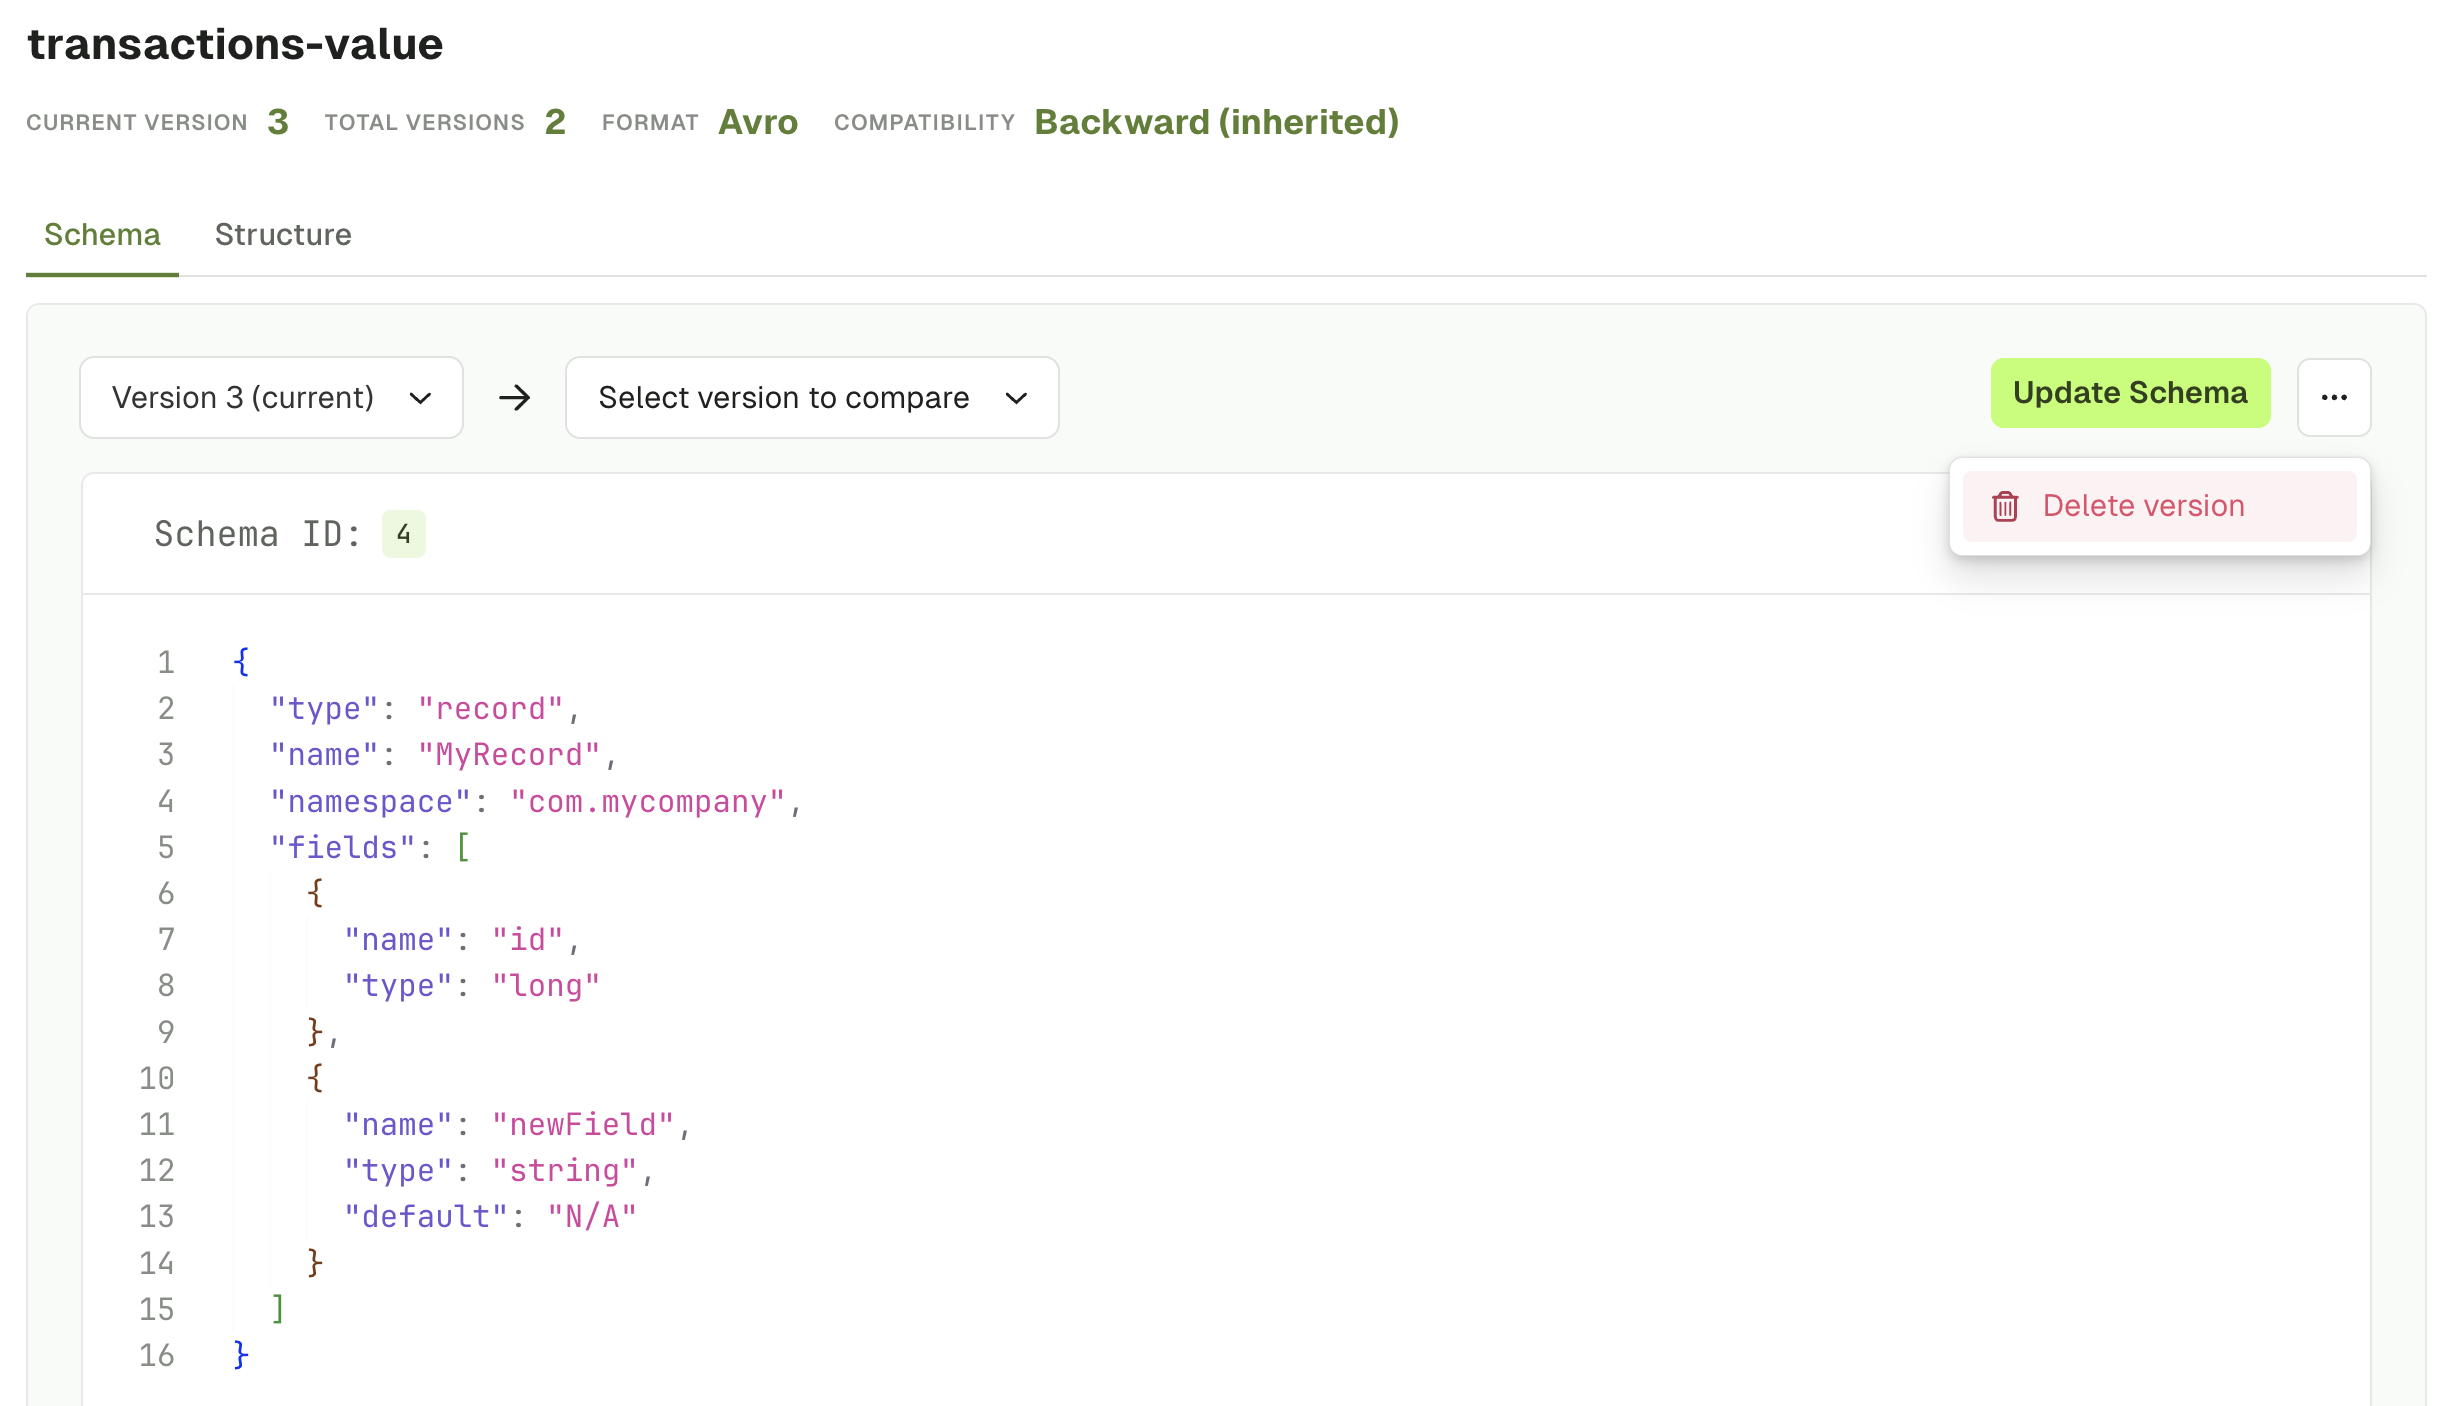 transactions-value
CURRENT VERSION 3 TOTAL VERSIONS 2 FORMAT Avro COMPATIBILITY Backward (inherited)
Schema Structure
Version 3 (current) → Select version to compare Update Schema ...
Delete version
Schema ID: 4
1 {
2 "type": "record",
3 "name": "MyRecord",
4 "namespace": "com.mycompany",
5 "fields": [
6 {
7 "name": "id",
8 "type": "long"
9 },
10 {
11 "name": "newField",
12 "type": "string",
13 "default": "N/A"
14 }
15 ]
16 }